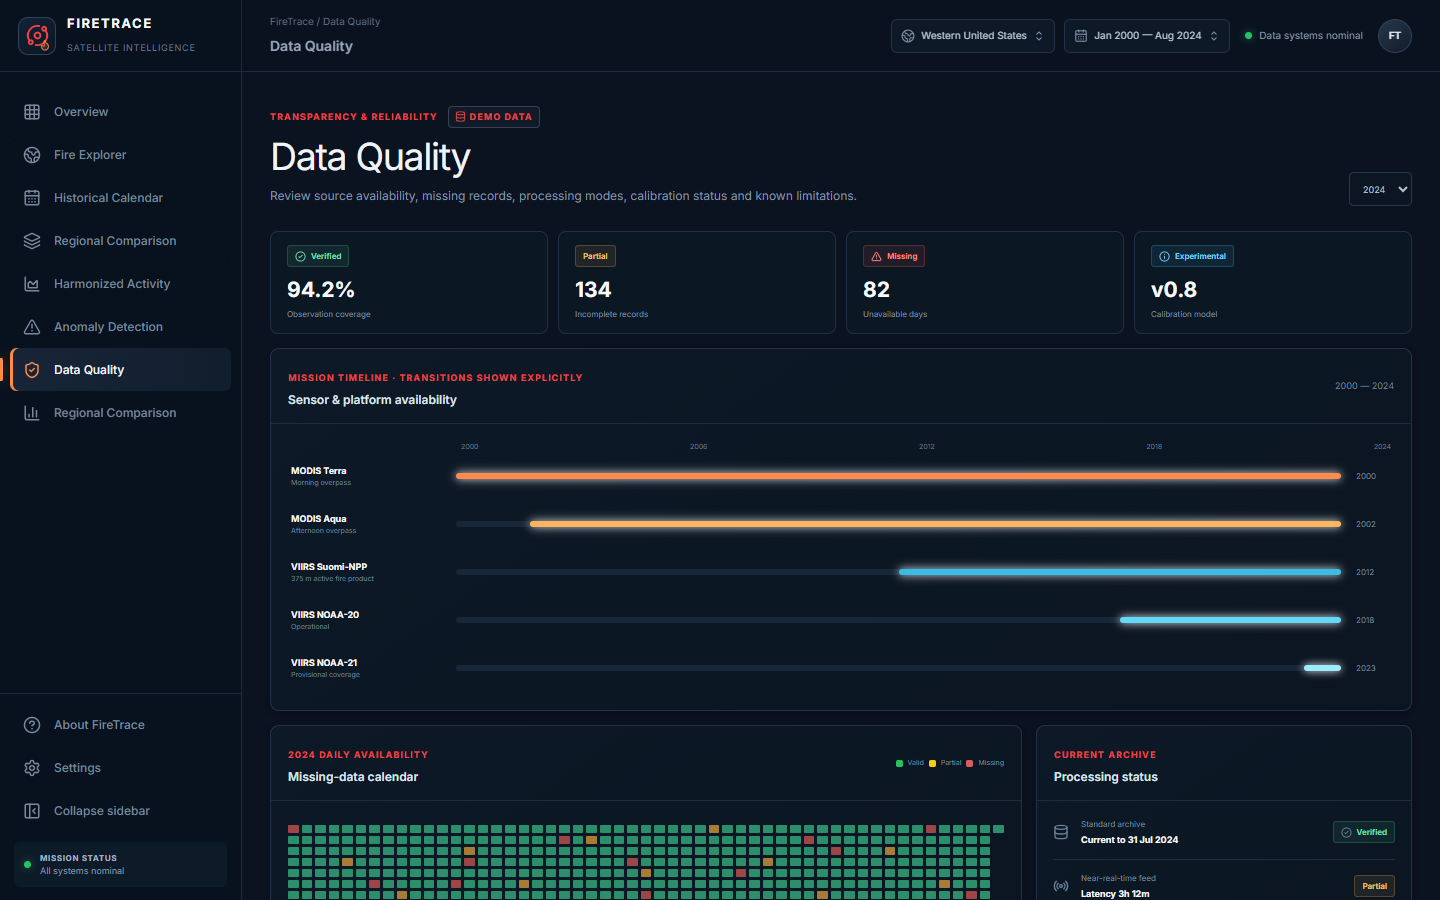 FIRETRACE
SATELLITE INTELLIGENCE
FireTrace / Data Quality
Data Quality
Western United States
Jan 2000 — Aug 2024
Data systems nominal
FT
Overview
Fire Explorer
Historical Calendar
Regional Comparison
Harmonized Activity
Anomaly Detection
Data Quality
Regional Comparison
About FireTrace
Settings
Collapse sidebar
MISSION STATUS
All systems nominal
TRANSPARENCY & RELIABILITY
DEMO DATA
Data Quality
Review source availability, missing records, processing modes, calibration status and known limitations.
2024
Verified
94.2%
Observation coverage
Partial
134
Incomplete records
Missing
82
Unavailable days
Experimental
v0.8
Calibration model
MISSION TIMELINE · TRANSITIONS SHOWN EXPLICITLY
Sensor & platform availability
2000 — 2024
2000 2006 2012 2018 2024
MODIS Terra
Morning overpass
2000
MODIS Aqua
Afternoon overpass
2002
VIIRS Suomi-NPP
375 m active fire product
2012
VIIRS NOAA-20
Operational
2018
VIIRS NOAA-21
Provisional coverage
2023
2024 DAILY AVAILABILITY
Missing-data calendar
Valid Partial Missing
CURRENT ARCHIVE
Processing status
Standard archive
Current to 31 Jul 2024
Verified
Near-real-time feed
Latency 3h 12m
Partial